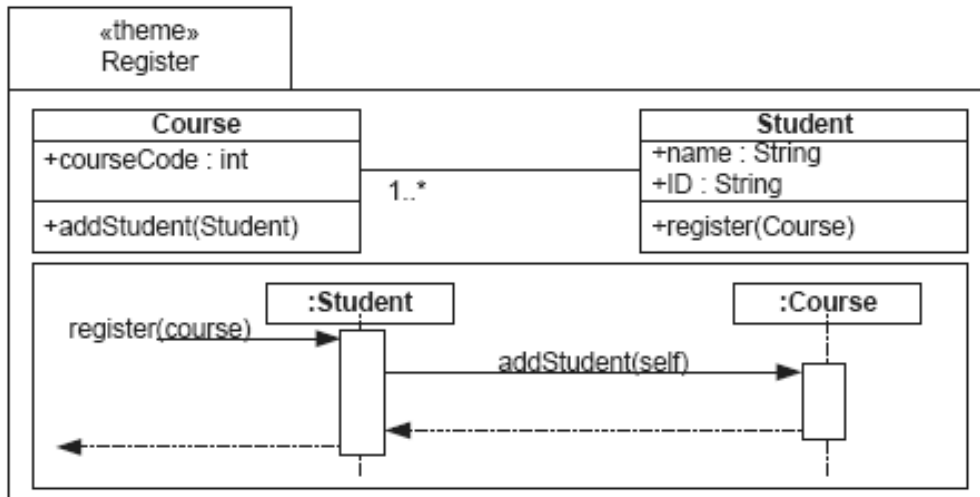 «theme»
Register
Course
+courseCode : int
+addStudent(Student)
1..*
Student
+name : String
+ID : String
+register(Course)
:Student
:Course
register(course)
addStudent(self)